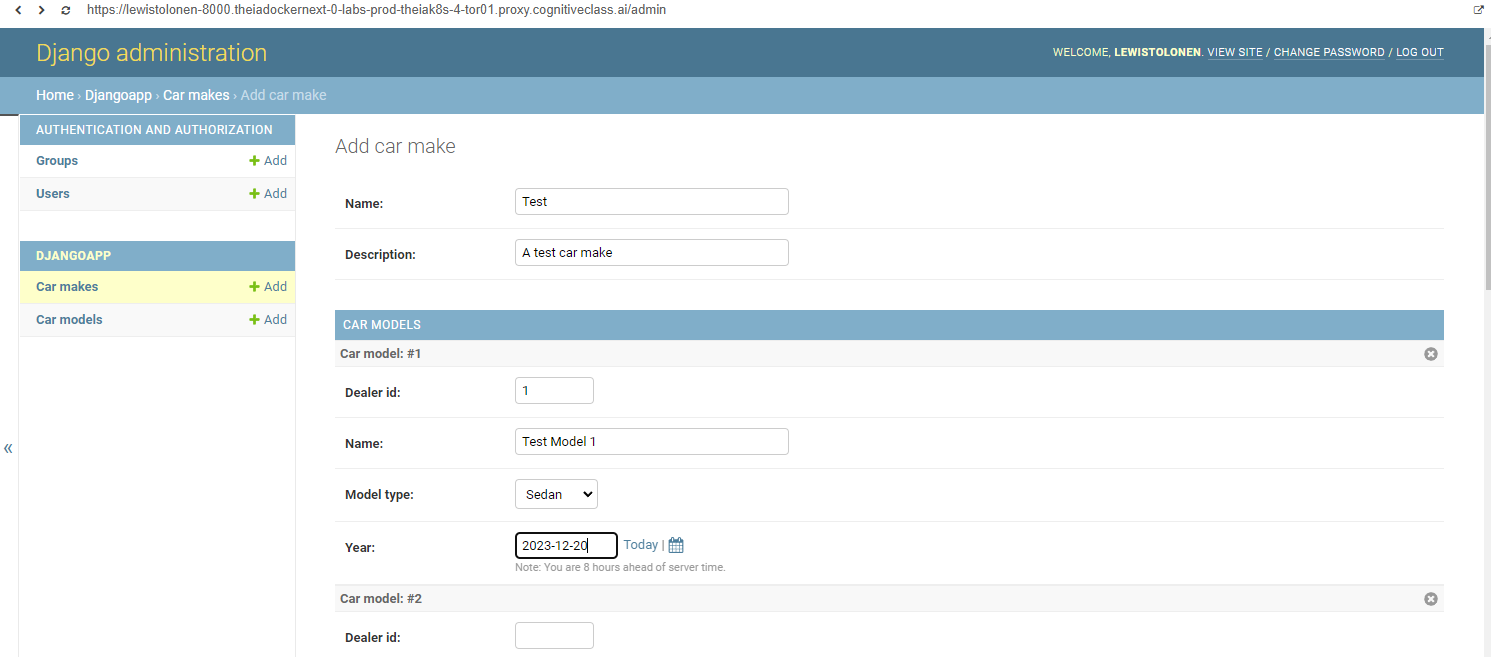 https://lewistolonen-8000.theiadockernext-0-labs-prod-theiak8s-4-tor01.proxy.cognitiveclass.ai/admin
Django administration
WELCOME, LEWISTOLONEN. VIEW SITE / CHANGE PASSWORD / LOG OUT
Home › Djangoapp › Car makes › Add car make
AUTHENTICATION AND AUTHORIZATION
Groups + Add
Users + Add
DJANGOAPP
Car makes + Add
Car models + Add
«
Add car make
Name: Test
Description: A test car make
CAR MODELS
Car model: #1
Dealer id: 1
Name: Test Model 1
Model type: Sedan
Year: 2023-12-20 Today |
Note: You are 8 hours ahead of server time.
Car model: #2
Dealer id: